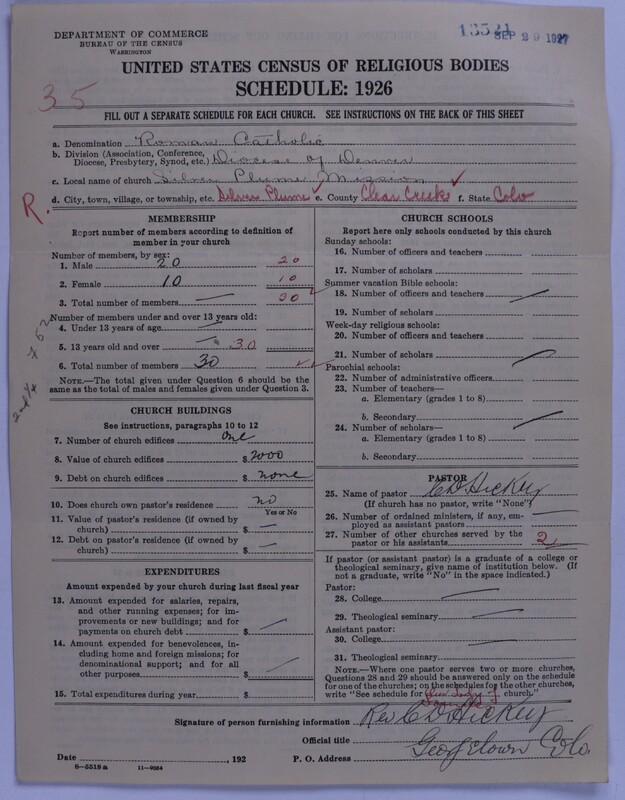 DEPARTMENT OF COMMERCE
BUREAU OF THE CENSUS
WASHINGTON
13521 SEP 29 1927
UNITED STATES CENSUS OF RELIGIOUS BODIES
SCHEDULE: 1926
35
FILL OUT A SEPARATE SCHEDULE FOR EACH CHURCH. SEE INSTRUCTIONS ON THE BACK OF THIS SHEET
a. Denomination Roman Catholic
b. Division (Association, Conference, Diocese, Presbytery, Synod, etc.) Diocese of Denver
c. Local name of church Silver Plume Mission
R. d. City, town, village, or township, etc. Silver Plume e. County Clear Creek f. State Colo
MEMBERSHIP
Report number of members according to definition of
member in your church
Number of members, by sex:
1. Male 20 20
2. Female 10 10
3. Total number of members 30
Number of members under and over 13 years old:
4. Under 13 years of age
5. 13 years old and over 30
6. Total number of members 30
NOTE.—The total given under Question 6 should be
same as the total of males and females given under Question 3.
CHURCH BUILDINGS
See instructions, paragraphs 10 to 12
7. Number of church edifices one
8. Value of church edifices $ 2000
9. Debt on church edifices $ none
10. Does church own pastor's residence no
Yes or No
11. Value of pastor's residence (if owned by
church) $
12. Debt on pastor's residence (if owned by
church) $
EXPENDITURES
Amount expended by your church during last fiscal year
13. Amount expended for salaries, repairs,
and other running expenses; for im-
provements or new buildings; and for
payments on church debt $
14. Amount expended for benevolences, in-
cluding home and foreign missions; for
denominational support; and for all
other purposes $
15. Total expenditures during year $
CHURCH SCHOOLS
Report here only schools conducted by this church
Sunday schools:
16. Number of officers and teachers
17. Number of scholars
Summer vacation Bible schools:
18. Number of officers and teachers
19. Number of scholars
Week-day religious schools:
20. Number of officers and teachers
21. Number of scholars
Parochial schools:
22. Number of administrative officers
23. Number of teachers—
a. Elementary (grades 1 to 8)
b. Secondary
24. Number of scholars—
a. Elementary (grades 1 to 8)
b. Secondary
PASTOR
25. Name of pastor C D Hickey
(If church has no pastor, write "None")
26. Number of ordained ministers, if any, em-
ployed as assistant pastors
27. Number of other churches served by the
pastor or his assistants 2
If pastor (or assistant pastor) is a graduate of a college or
theological seminary, give name of institution below. (If
not a graduate, write "No" in the space indicated.)
Pastor:
28. College
29. Theological seminary
Assistant pastor:
30. College
31. Theological seminary
NOTE.—Where one pastor serves two or more churches,
Questions 28 and 29 should be answered only on the schedule
for one of the churches; on the schedules for the other churches,
write "See schedule for church."
Signature of person furnishing information Rev C D Hickey
Official title
Date , 192 P. O. Address Georgetown Colo.
8-5518a 11-9054